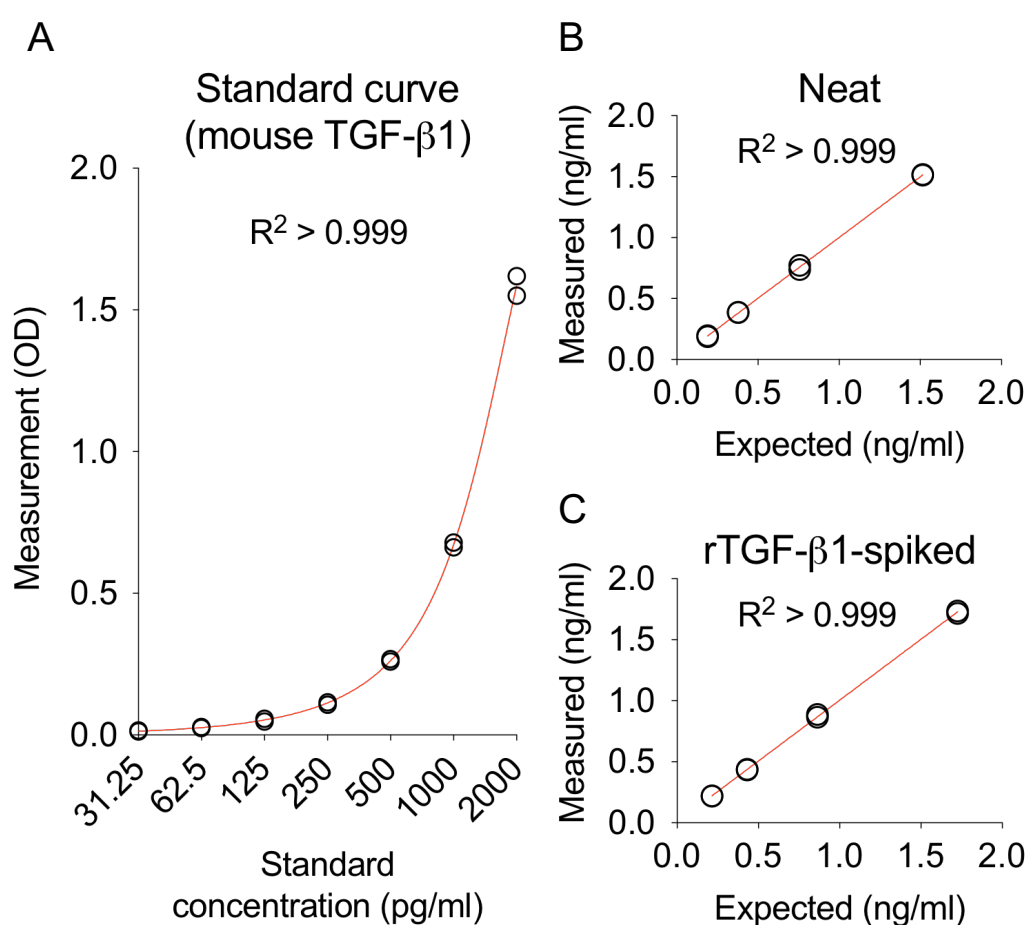 A
Standard curve
(mouse TGF-β1)
R² > 0.999
Measurement (OD)
2.0
1.5
1.0
0.5
0.0
31.25
62.5
125
250
500
1000
2000
Standard
concentration (pg/ml)
B
Neat
R² > 0.999
Measured (ng/ml)
2.0
1.5
1.0
0.5
0.0
0.0 0.5 1.0 1.5 2.0
Expected (ng/ml)
C
rTGF-β1-spiked
R² > 0.999
Measured (ng/ml)
2.0
1.5
1.0
0.5
0.0
0.0 0.5 1.0 1.5 2.0
Expected (ng/ml)